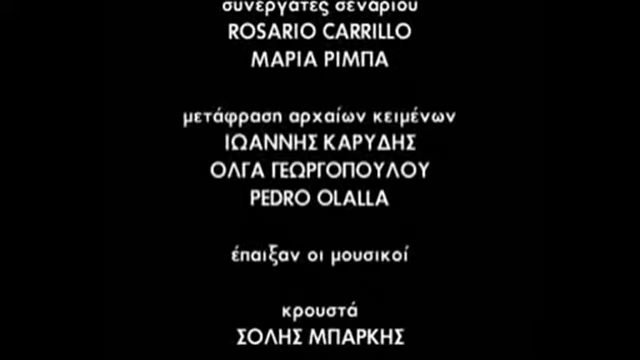 συνεργάτες σεναρίου
ROSARIO CARRILLO
ΜΑΡΙΑ ΡΙΜΠΑ
μετάφραση αρχαίων κειμένων
ΙΩΑΝΝΗΣ ΚΑΡΥΔΗΣ
ΟΛΓΑ ΓΕΩΡΓΟΠΟΥΛΟΥ
PEDRO OLALLA
έπαιξαν οι μουσικοί
κρουστά
ΣΟΛΗΣ ΜΠΑΡΚΗΣ